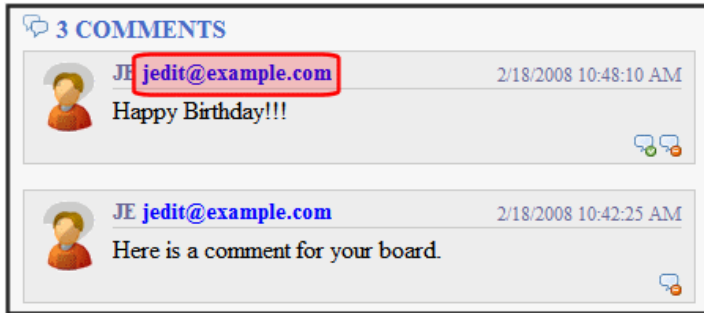 3 COMMENTS
JE jedit@example.com 2/18/2008 10:48:10 AM
Happy Birthday!!!
JE jedit@example.com 2/18/2008 10:42:25 AM
Here is a comment for your board.